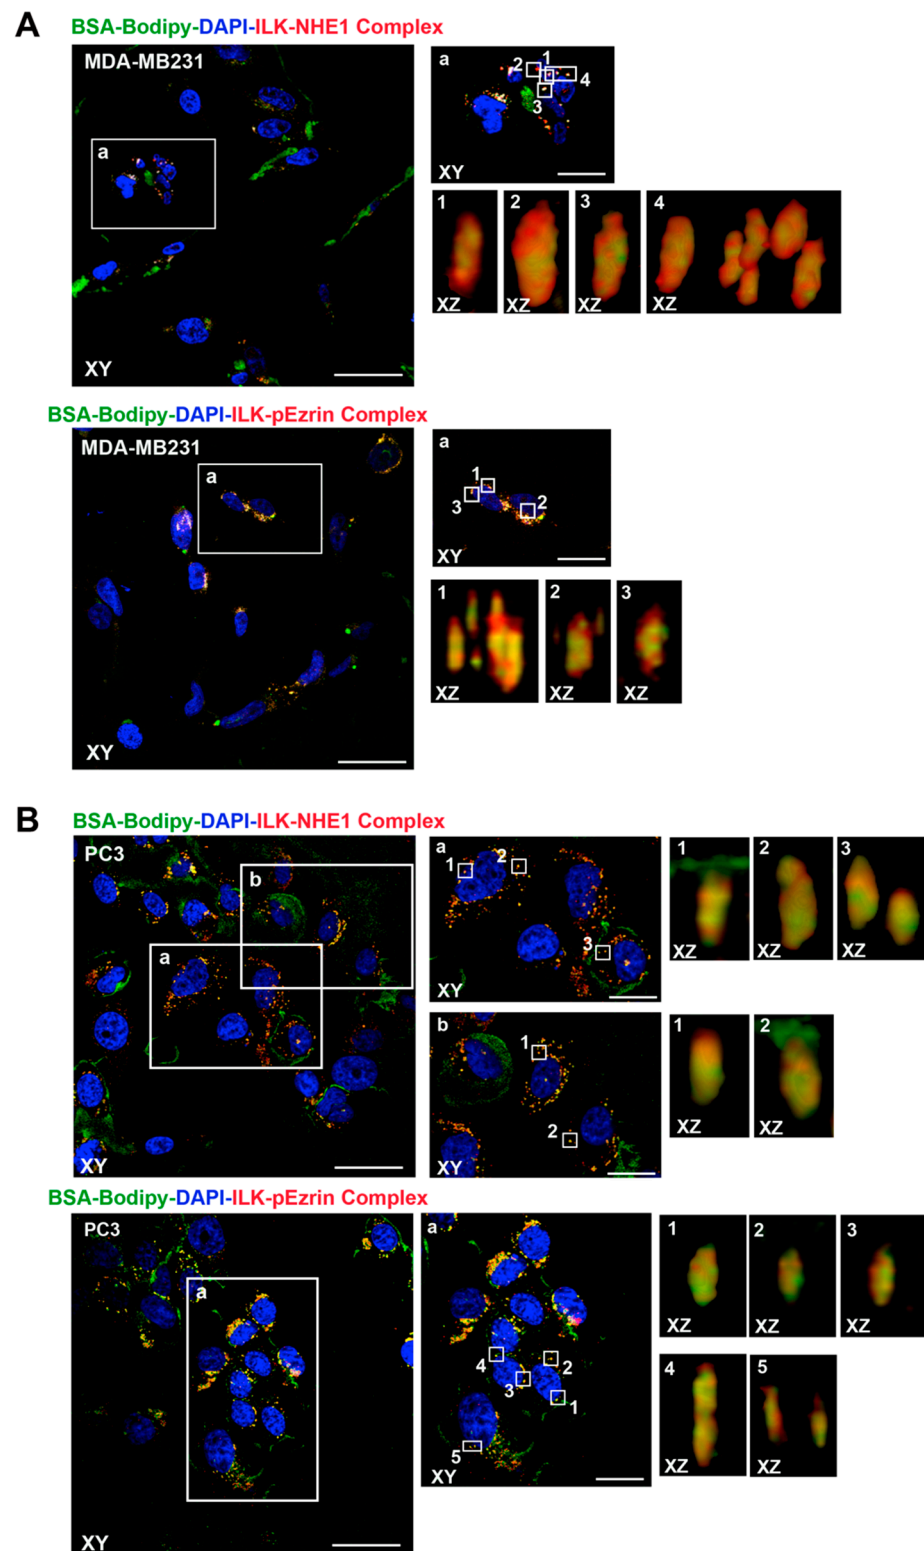 A
BSA-Bodipy-DAPI-ILK-NHE1 Complex
MDA-MB231
a
XY
a
1
2
3
4
XY
1
XZ
2
XZ
3
XZ
4
XZ
BSA-Bodipy-DAPI-ILK-pEzrin Complex
MDA-MB231
a
XY
a
1
3
2
XY
1
XZ
2
XZ
3
XZ
B
BSA-Bodipy-DAPI-ILK-NHE1 Complex
PC3
b
a
XY
a
1
2
3
XY
1
XZ
2
XZ
3
XZ
b
1
2
XY
1
XZ
2
XZ
BSA-Bodipy-DAPI-ILK-pEzrin Complex
PC3
a
XY
a
4
2
3
1
5
XY
1
XZ
2
XZ
3
XZ
4
XZ
5
XZ